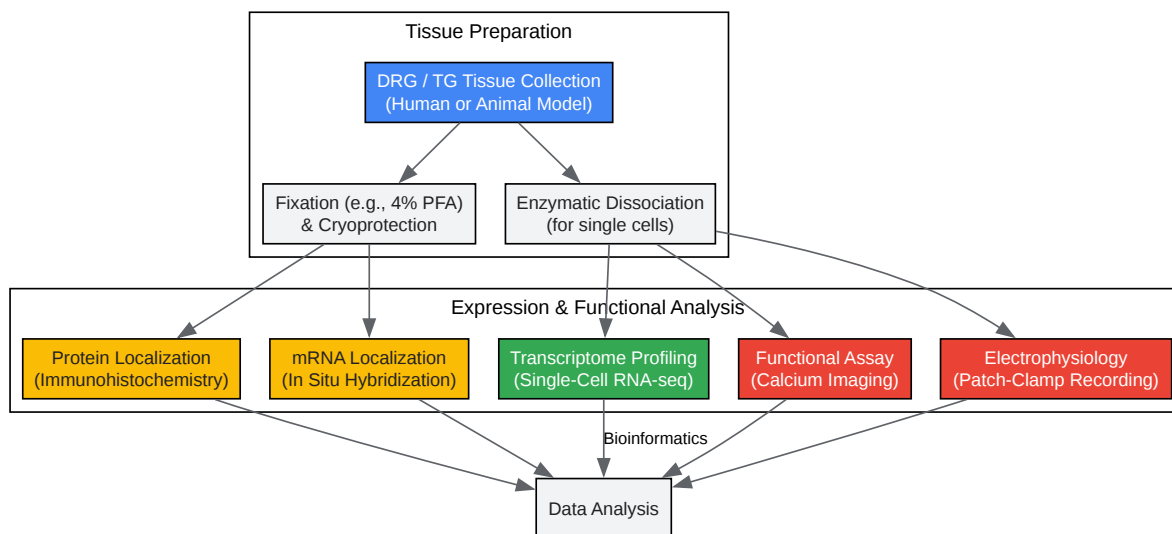 Tissue Preparation
DRG / TG Tissue Collection
(Human or Animal Model)
Fixation (e.g., 4% PFA)
& Cryoprotection
Enzymatic Dissociation
(for single cells)
Expression & Functional Analysis
Protein Localization
(Immunohistochemistry)
mRNA Localization
(In Situ Hybridization)
Transcriptome Profiling
(Single-Cell RNA-seq)
Functional Assay
(Calcium Imaging)
Electrophysiology
(Patch-Clamp Recording)
Bioinformatics
Data Analysis